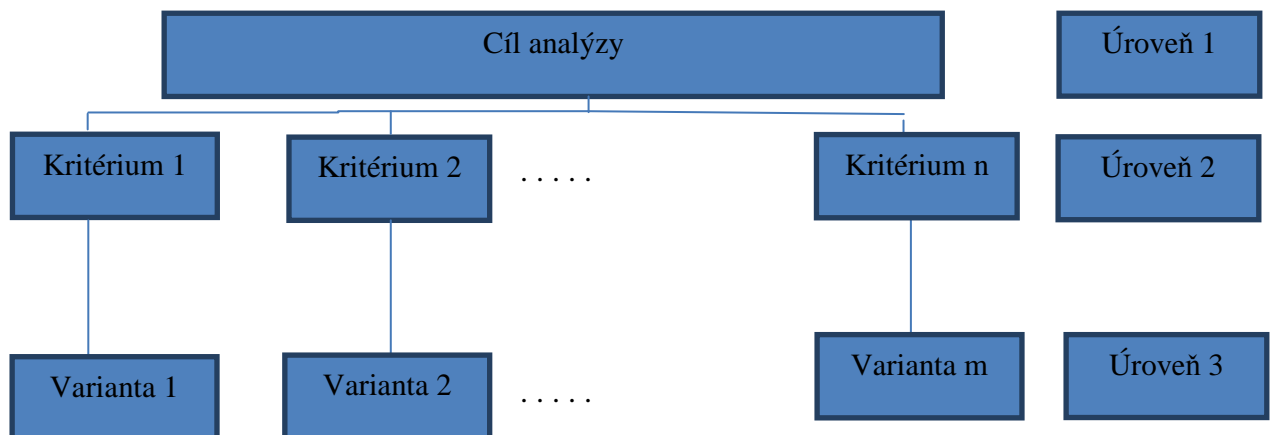 Cíl analýzy Úroveň 1
Kritérium 1 Kritérium 2 . . . . . Kritérium n Úroveň 2
Varianta 1 Varianta 2 . . . . . Varianta m Úroveň 3